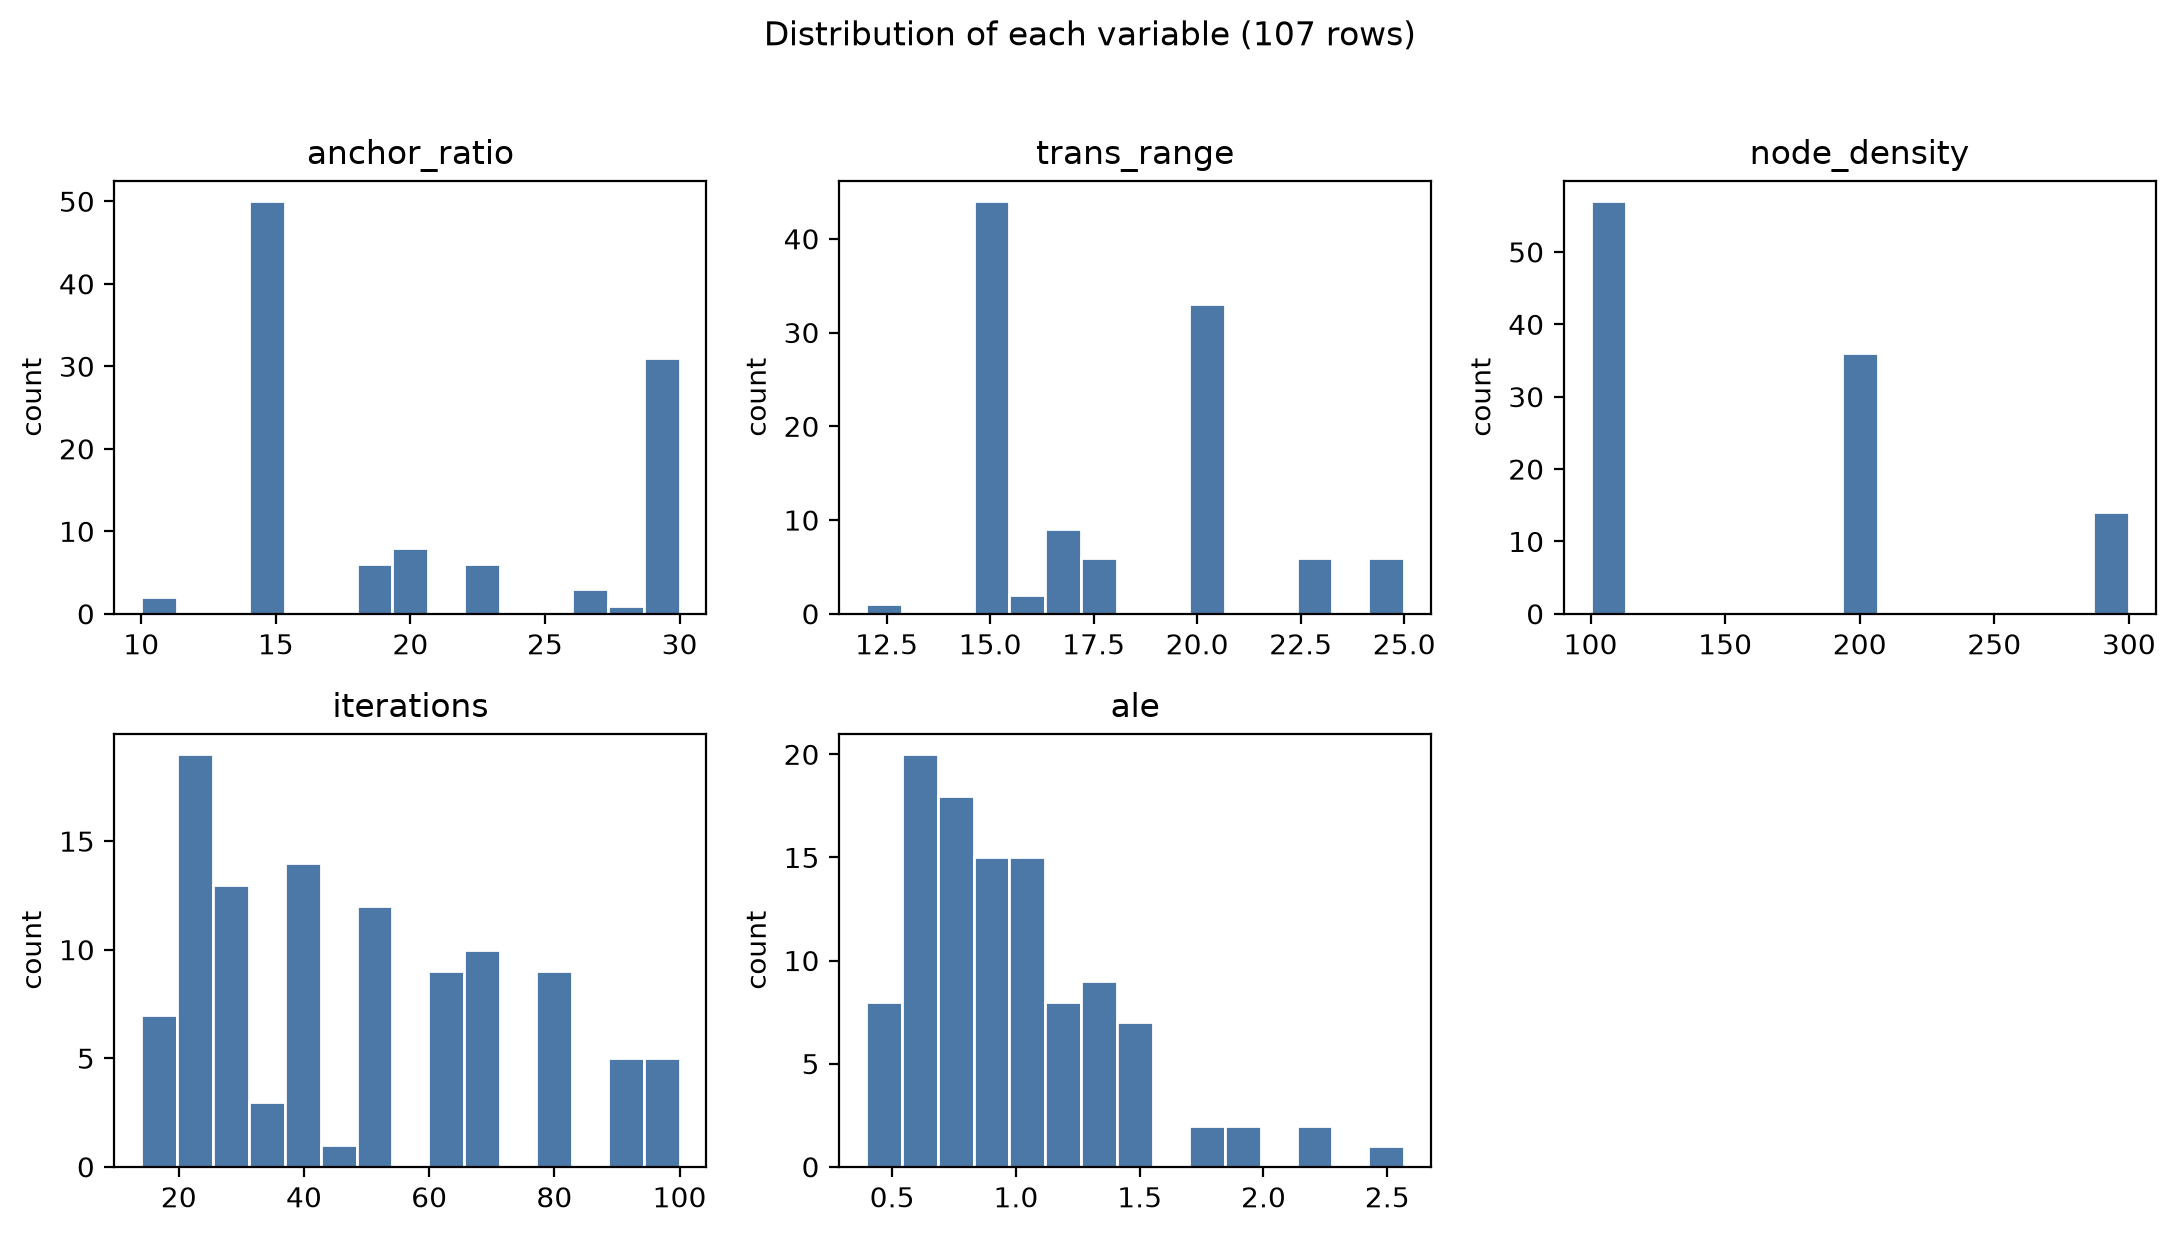 Distribution of each variable (107 rows)
anchor_ratio
trans_range
node_density
count
50
40
30
20
10
0
10 15 20 25 30
count
40
30
20
10
0
12.5 15.0 17.5 20.0 22.5 25.0
count
50
40
30
20
10
0
100 150 200 250 300
iterations
ale
count
15
10
5
0
20 40 60 80 100
count
20
15
10
5
0
0.5 1.0 1.5 2.0 2.5